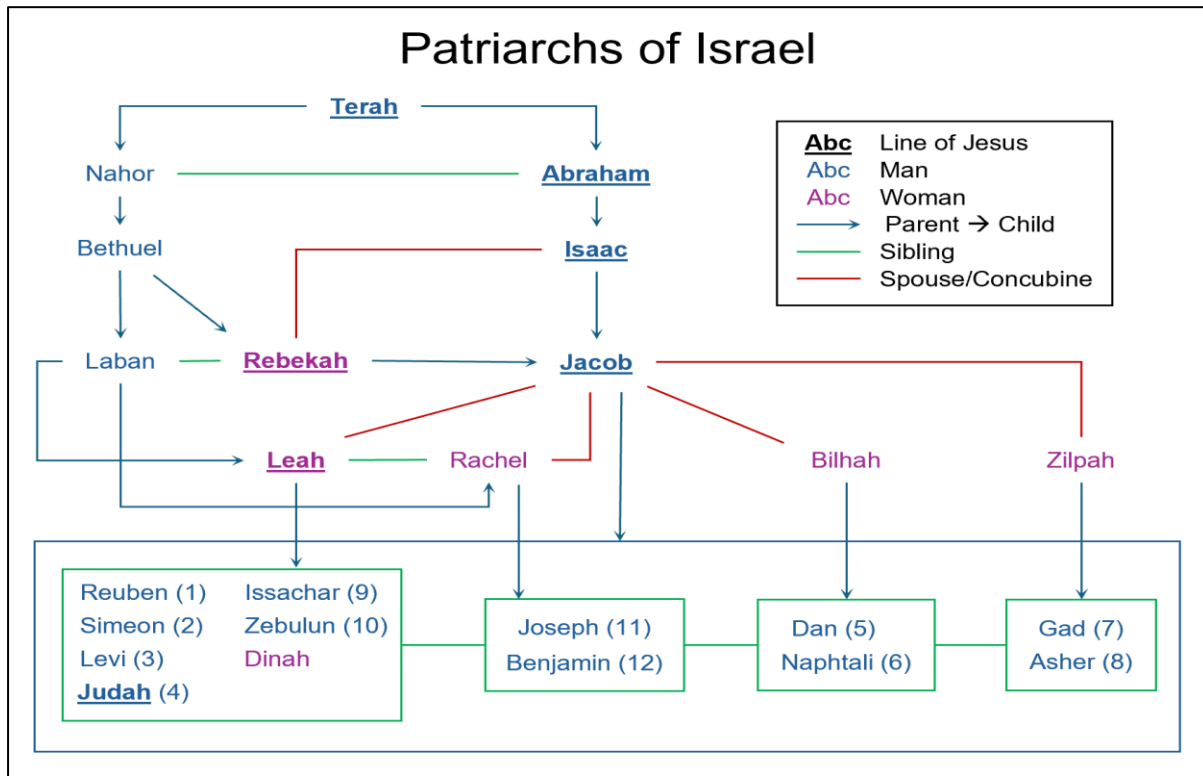 Patriarchs of Israel
Terah
Abc Line of Jesus
Abc Man
Abc Woman
Parent → Child
Sibling
Spouse/Concubine
Nahor
Abraham
Bethuel
Isaac
Laban
Rebekah
Jacob
Leah
Rachel
Bilhah
Zilpah
Reuben (1)
Simeon (2)
Levi (3)
Judah (4)
Issachar (9)
Zebulun (10)
Dinah
Joseph (11)
Benjamin (12)
Dan (5)
Naphtali (6)
Gad (7)
Asher (8)